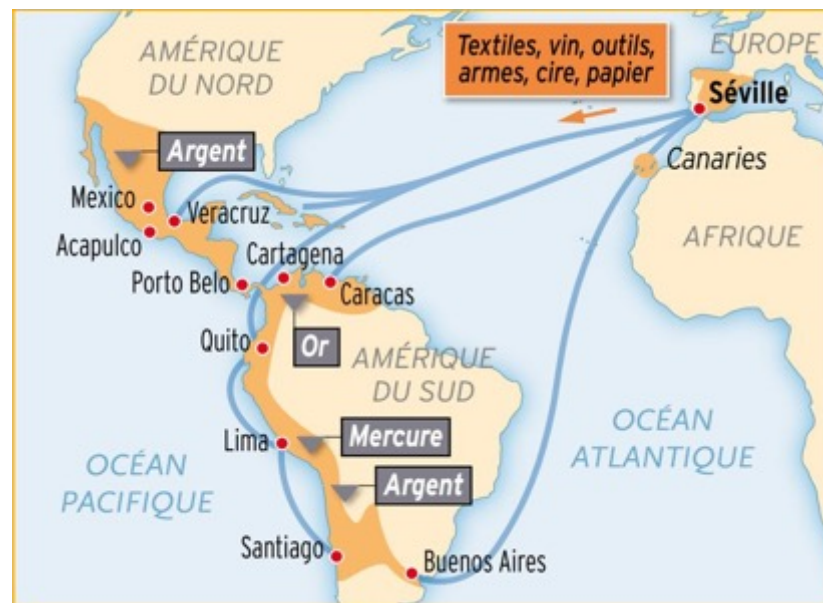 AMÉRIQUE
DU NORD
Textiles, vin, outils,
armes, cire, papier
EUROPE
Séville
Argent
Canaries
Mexico
Veracruz
Acapulco
Cartagena
AFRIQUE
Porto Belo
Caracas
Quito
Or
AMÉRIQUE
DU SUD
Lima
Mercure
OCÉAN
ATLANTIQUE
OCÉAN
PACIFIQUE
Argent
Santiago
Buenos Aires